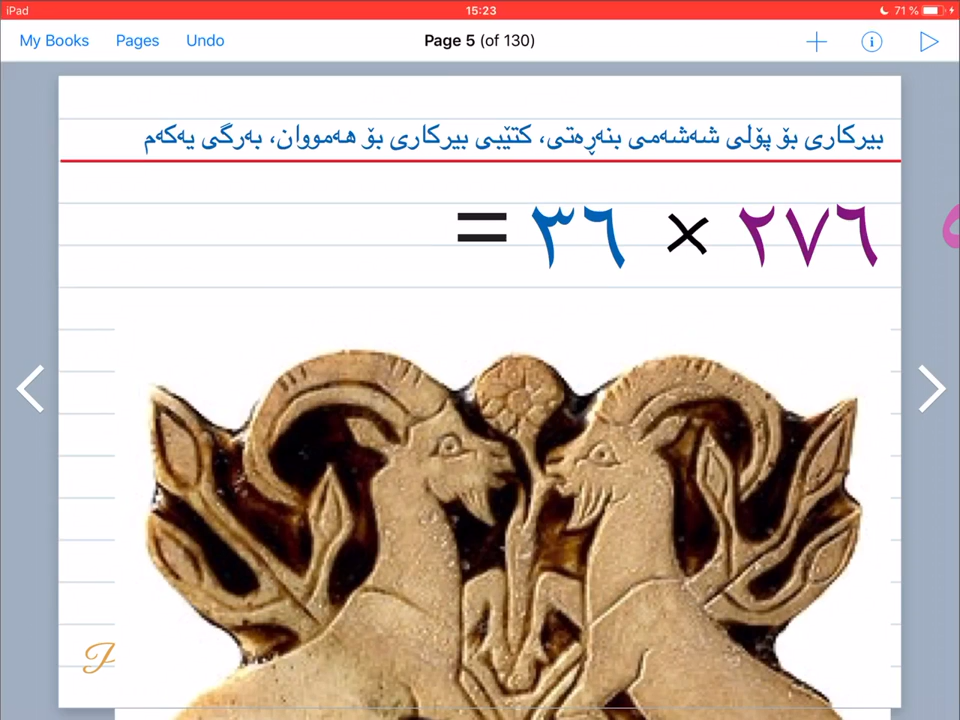 iPad 15:23 71 %
My Books Pages Undo Page 5 (of 130)
بیرکاری بۆ پۆلی شەشەمی بنەڕەتی، کتێبی بیرکاری بۆ هەمووان، بەرگی یەکەم
٢٧٦ × ٣٦ =